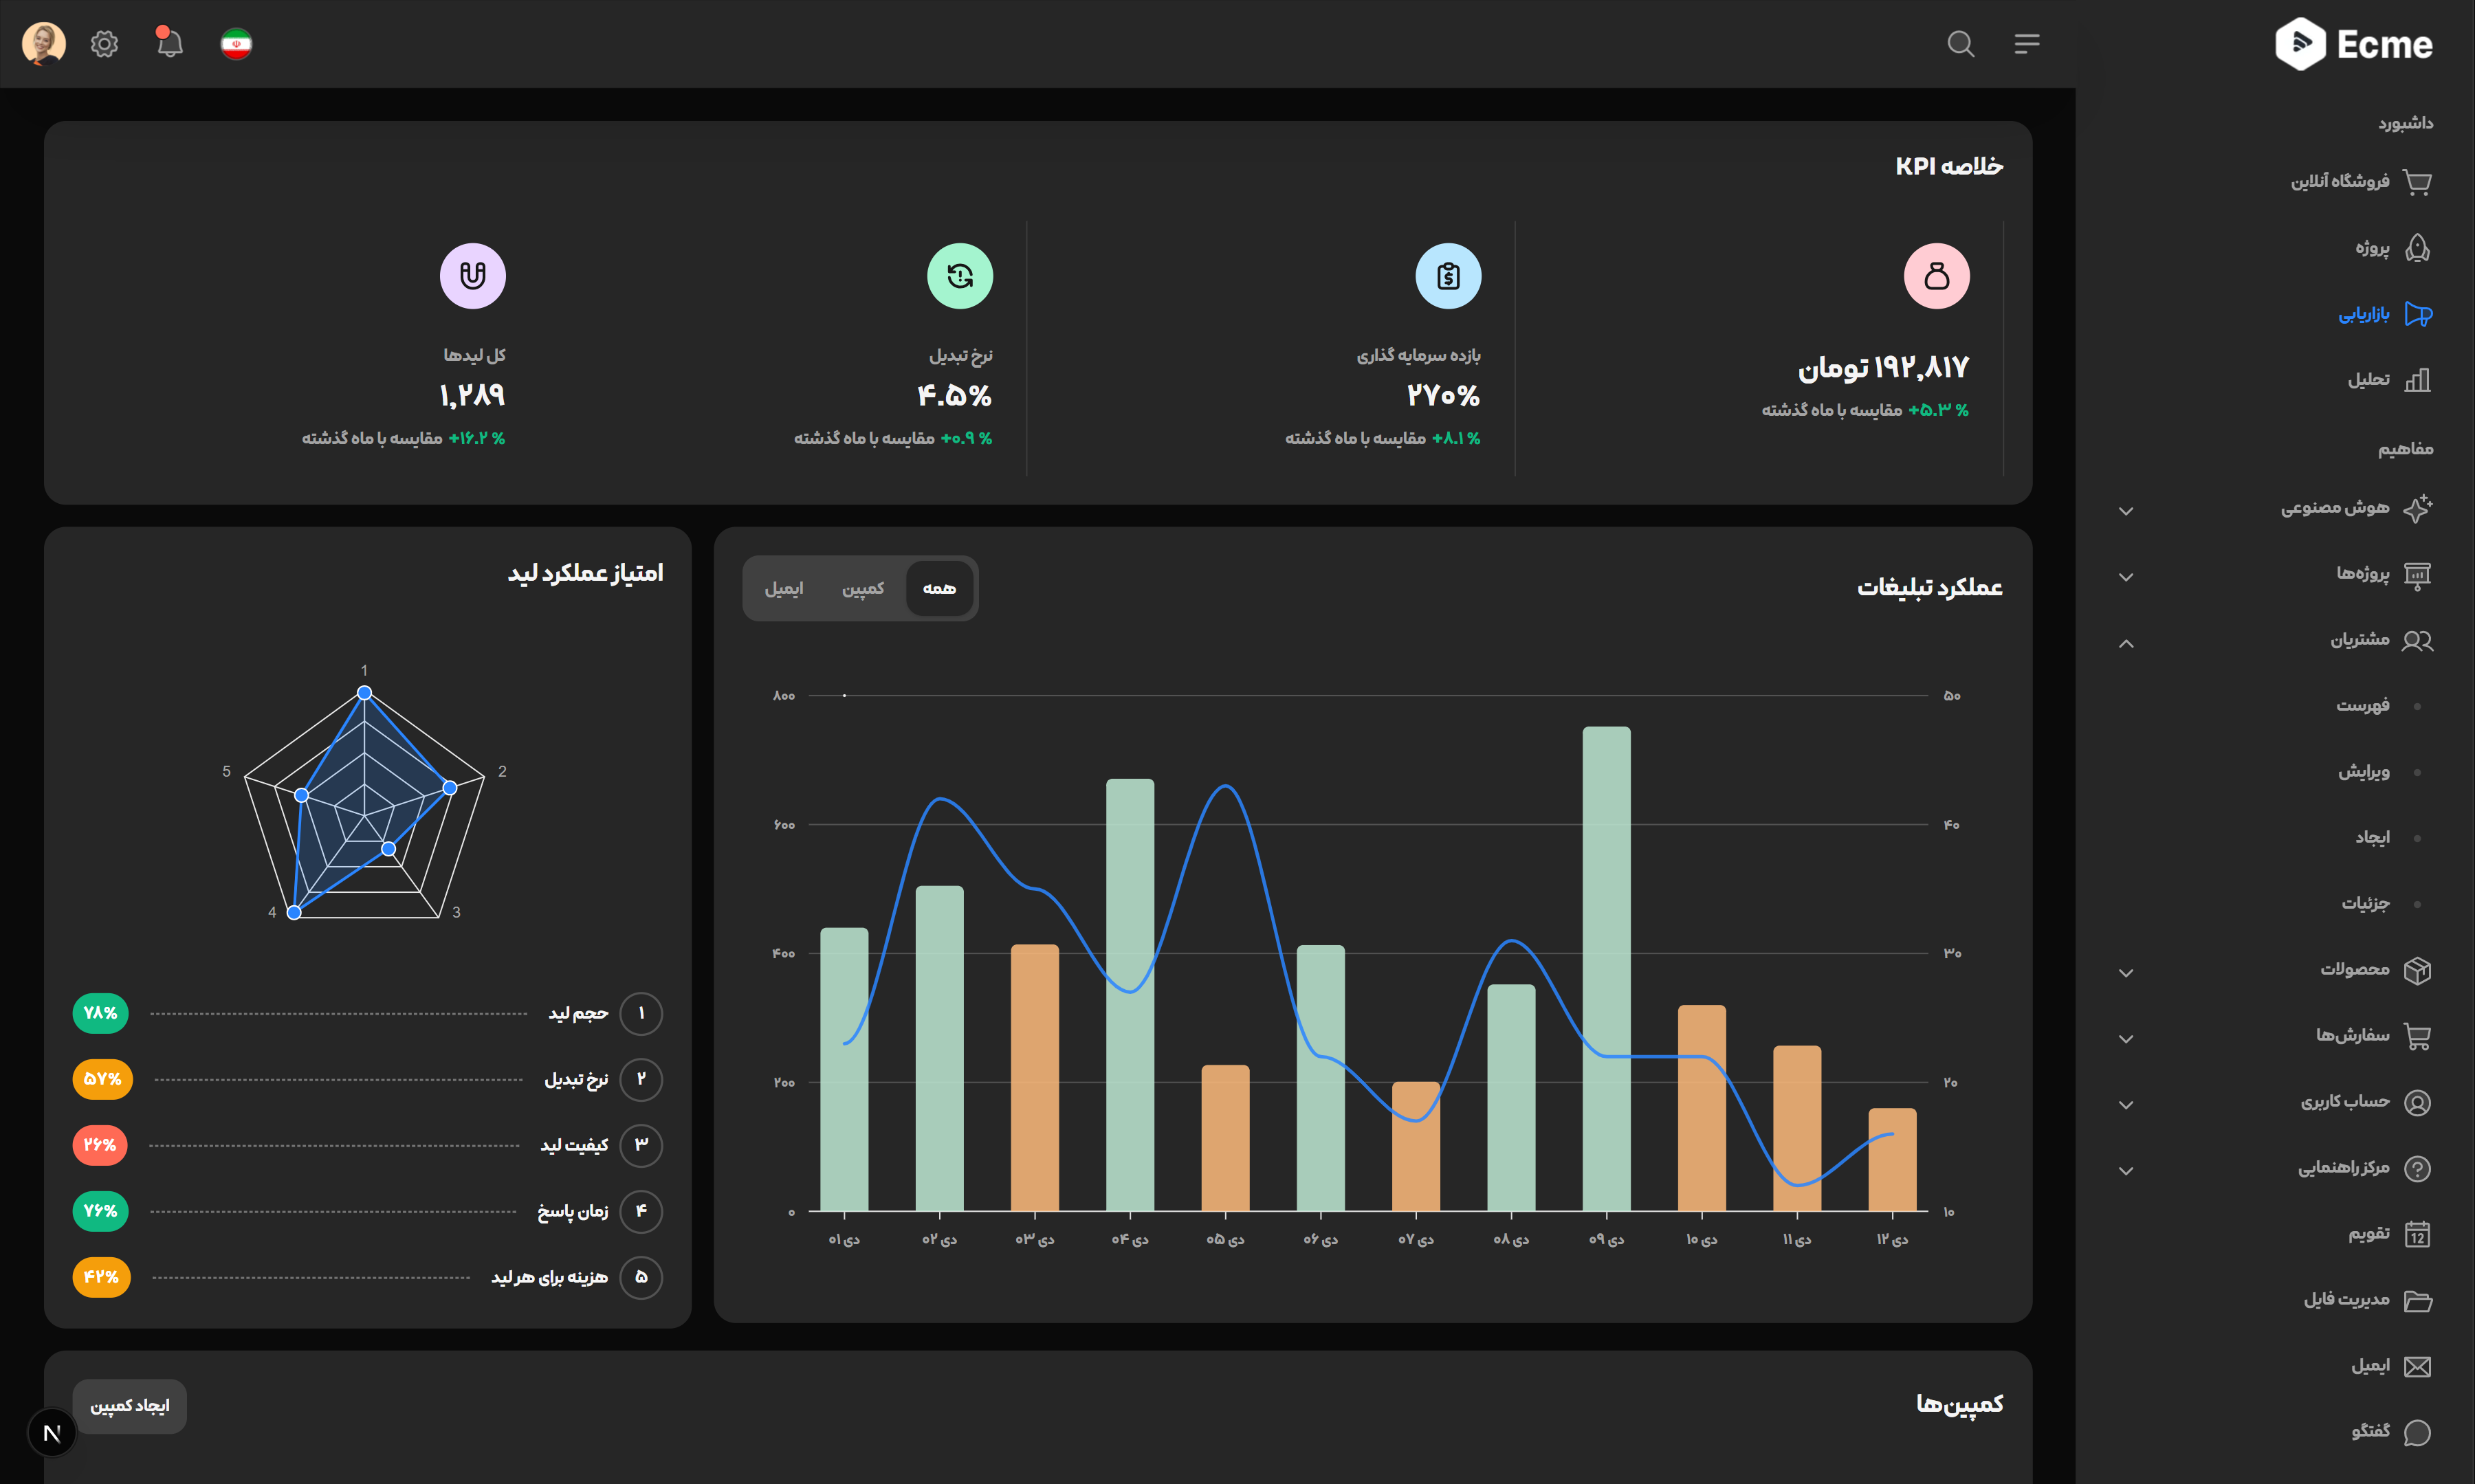 Ecme
داشبورد
فروشگاه آنلاین
پروژه
بازاریابی
تحلیل
مفاهیم
هوش مصنوعی
پروژه‌ها
مشتریان
فهرست
ویرایش
ایجاد
جزئیات
محصولات
سفارش‌ها
حساب کاربری
مرکز راهنمایی
12
تقویم
مدیریت فایل
ایمیل
گفتگو
خلاصه KPI
۱۹۲,۸۱۷ تومان
+۵.۳ % مقایسه با ماه گذشته
بازده سرمایه گذاری
۲۷۰%
+۸.۱ % مقایسه با ماه گذشته
نرخ تبدیل
۴.۵%
+۰.۹ % مقایسه با ماه گذشته
کل لیدها
۱,۲۸۹
+۱۶.۲ % مقایسه با ماه گذشته
عملکرد تبلیغات
همه
کمپین
ایمیل
۸۰۰
۶۰۰
۴۰۰
۲۰۰
۰
۵۰
۴۰
۳۰
۲۰
۱۰
۰۱ دی
۰۲ دی
۰۳ دی
۰۴ دی
۰۵ دی
۰۶ دی
۰۷ دی
۰۸ دی
۰۹ دی
۱۰ دی
۱۱ دی
۱۲ دی
امتیاز عملکرد لید
1
2
3
4
5
۱ حجم لید ۷۸%
۲ نرخ تبدیل ۵۷%
۳ کیفیت لید ۲۶%
۴ زمان پاسخ ۷۶%
۵ هزینه برای هر لید ۴۲%
کمپین‌ها
ایجاد کمپین
N